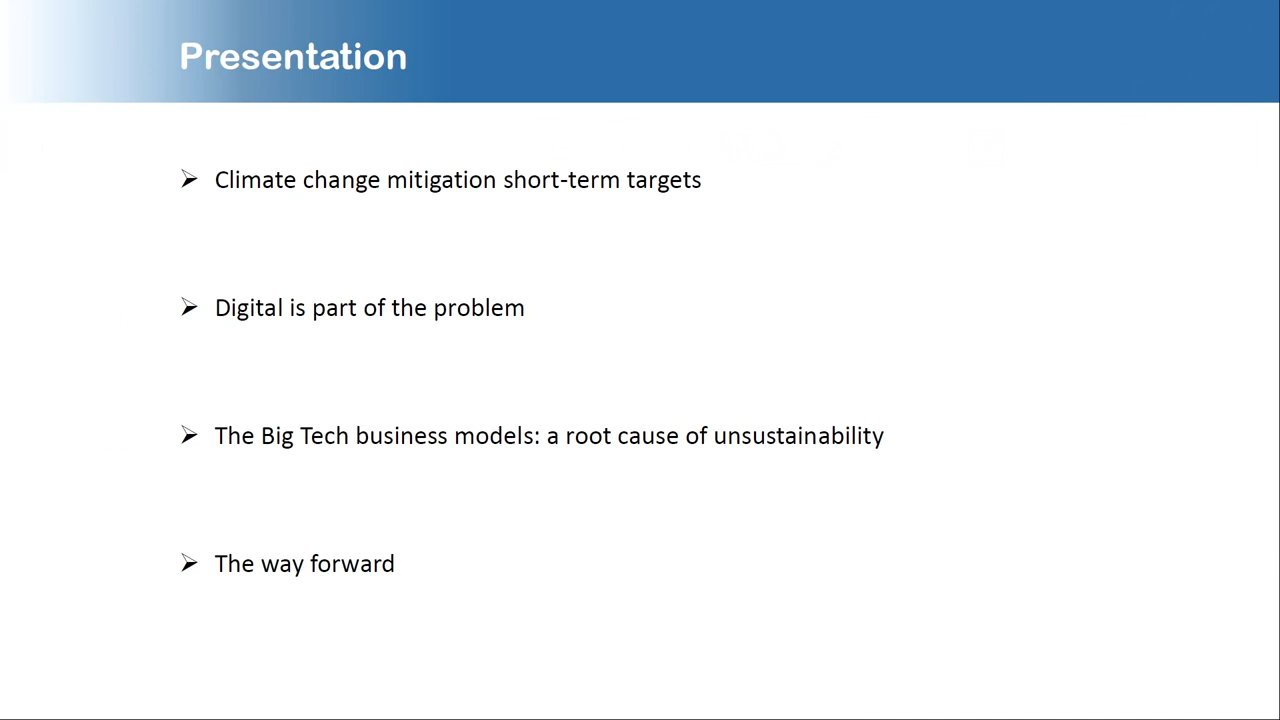 Presentation
Climate change mitigation short-term targets
Digital is part of the problem
The Big Tech business models: a root cause of unsustainability
The way forward